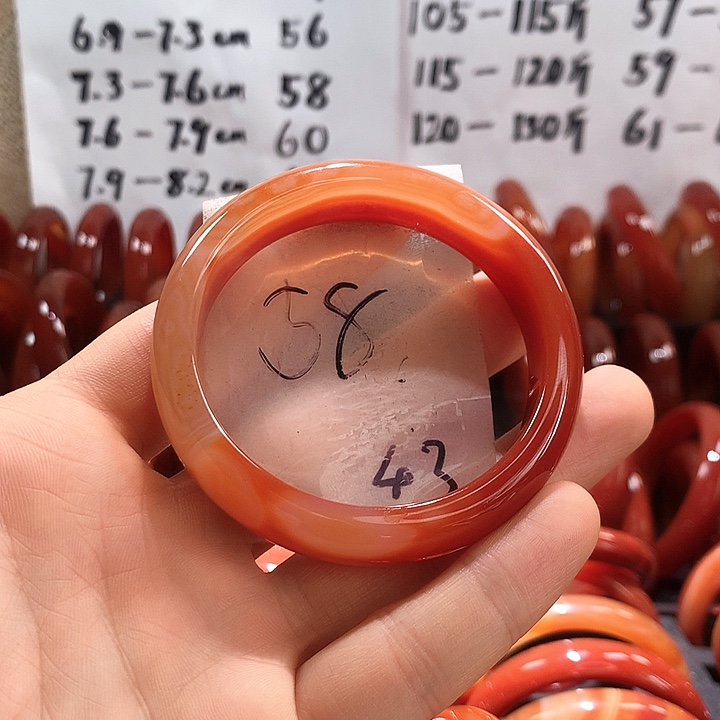 6.9-7.3cm 56
7.3-7.6cm 58
7.6-7.9cm 60
7.9-8.2cm
105-115斤 57-
115-120斤 59-
120-130斤 61-
58
43